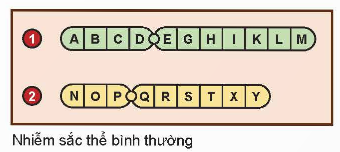 1 A B C D E G H I K L M
2 N O P Q R S T X Y
Nhiễm sắc thể bình thường